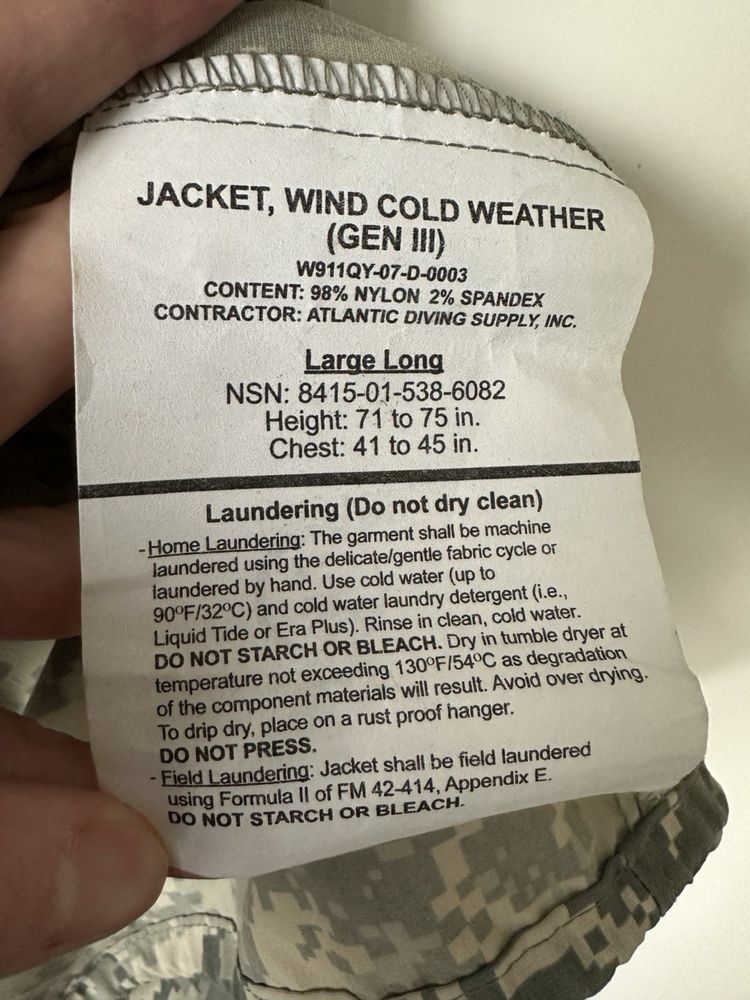 JACKET, WIND COLD WEATHER
(GEN III)
W911QY-07-D-0003
CONTENT: 98% NYLON 2% SPANDEX
CONTRACTOR: ATLANTIC DIVING SUPPLY, INC.
Large Long
NSN: 8415-01-538-6082
Height: 71 to 75 in.
Chest: 41 to 45 in.
Laundering (Do not dry clean)
- Home Laundering: The garment shall be machine
laundered using the delicate/gentle fabric cycle or
laundered by hand. Use cold water (up to
90ºF/32ºC) and cold water laundry detergent (i.e.,
Liquid Tide or Era Plus). Rinse in clean, cold water.
DO NOT STARCH OR BLEACH. Dry in tumble dryer at
temperature not exceeding 130ºF/54ºC as degradation
of the component materials will result. Avoid over drying.
To drip dry, place on a rust proof hanger.
DO NOT PRESS.
- Field Laundering: Jacket shall be field laundered
using Formula II of FM 42-414, Appendix E.
DO NOT STARCH OR BLEACH.